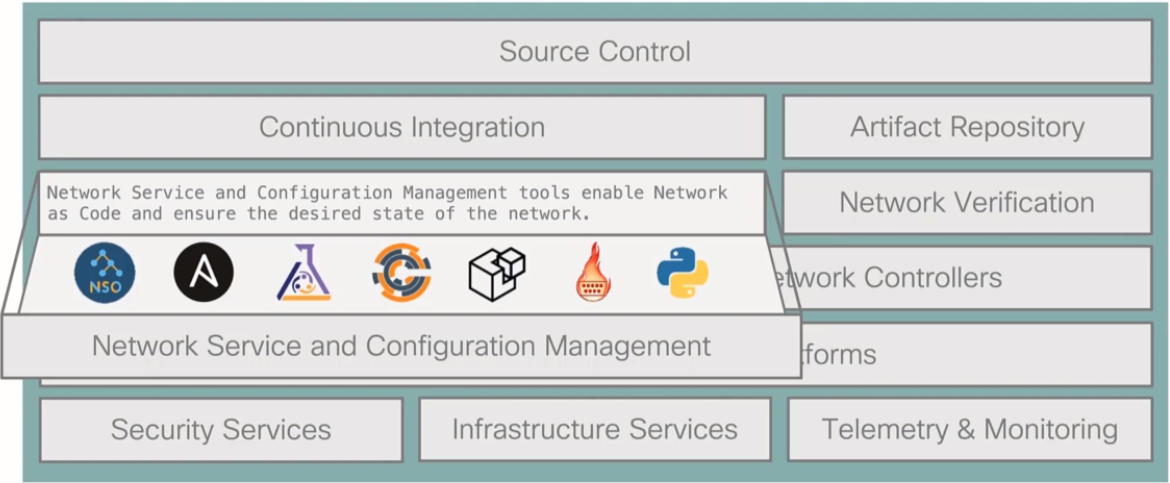 Source Control
Continuous Integration
Artifact Repository
Network Service and Configuration Management tools enable Network
as Code and ensure the desired state of the network.
Network Verification
NSO
Controllers
Network Service and Configuration Management
Security Services
Infrastructure Services
Telemetry & Monitoring